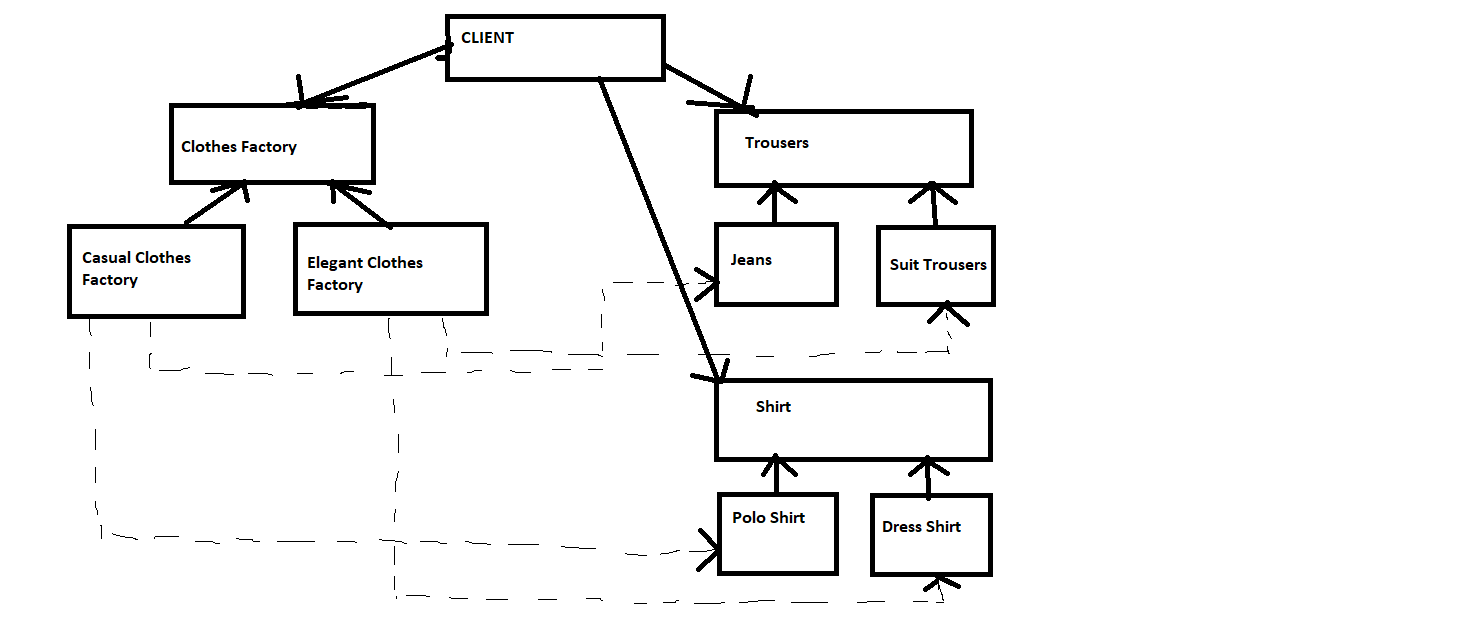 CLIENT
Clothes Factory
Trousers
Casual Clothes
Factory
Elegant Clothes
Factory
Jeans
Suit Trousers
Shirt
Polo Shirt
Dress Shirt